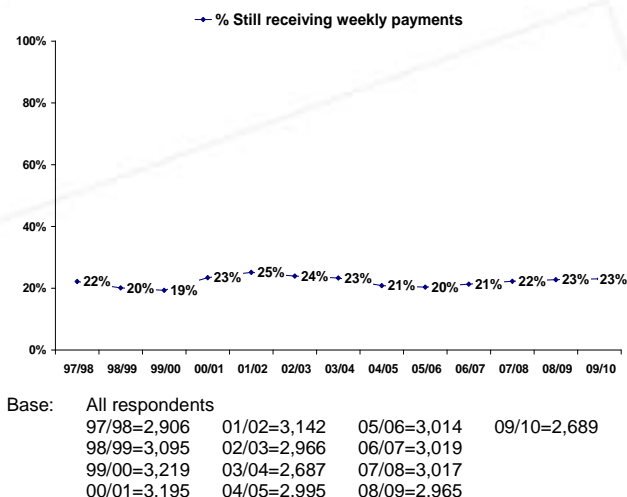 % Still receiving weekly payments
100%
80%
60%
40%
20%
0%
22% 20% 19% 23% 25% 24% 23% 21% 20% 21% 22% 23% 23%
97/98 98/99 99/00 00/01 01/02 02/03 03/04 04/05 05/06 06/07 07/08 08/09 09/10
Base: All respondents
97/98=2,906 01/02=3,142 05/06=3,014 09/10=2,689
98/99=3,095 02/03=2,966 06/07=3,019
99/00=3,219 03/04=2,687 07/08=3,017
00/01=3,195 04/05=2,995 08/09=2,965